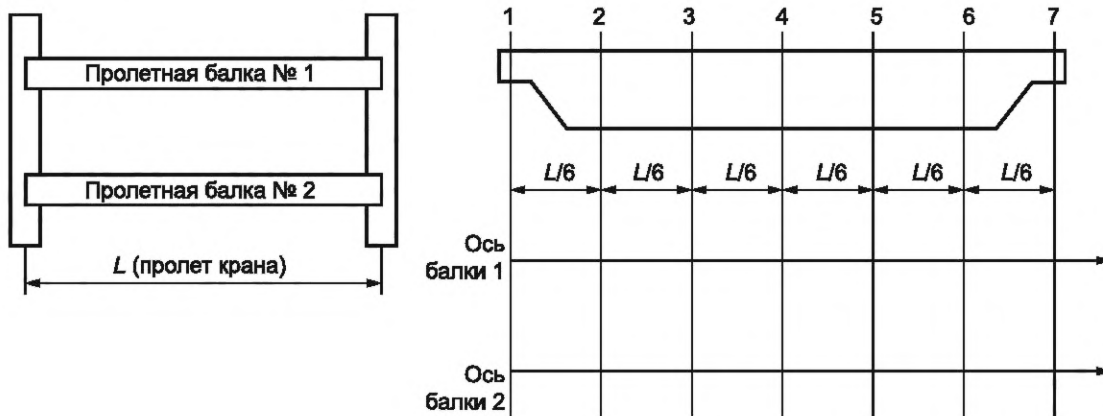 Пролетная балка № 1
Пролетная балка № 2
L (пролет крана)
1 2 3 4 5 6 7
L/6 L/6 L/6 L/6 L/6 L/6
Ось
балки 1
Ось
балки 2